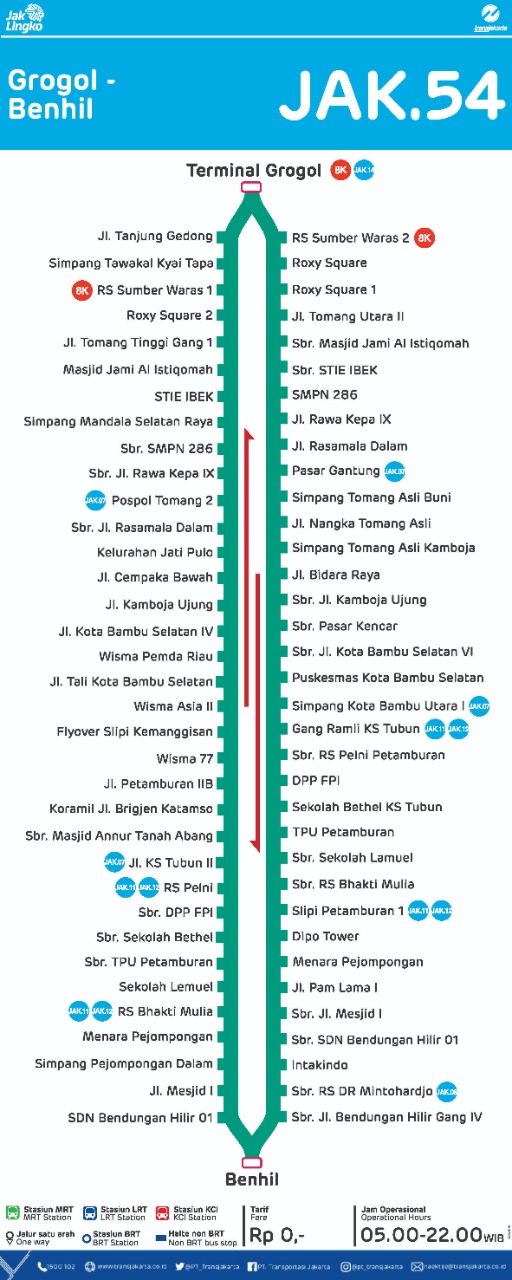 Jak
Lingko
transjakarta
Grogol -
Benhil
JAK.54
Terminal Grogol 8K JAK.14
Jl. Tanjung Gedong
Simpang Tawakal Kyai Tapa
8K RS Sumber Waras 1
Roxy Square 2
Jl. Tomang Tinggi Gang 1
Masjid Jami Al Istiqomah
STIE IBEK
Simpang Mandala Selatan Raya
Sbr. SMPN 286
Sbr. Jl. Rawa Kepa IX
JAK.07 Pospol Tomang 2
Sbr. Jl. Rasamala Dalam
Kelurahan Jati Pulo
Jl. Cempaka Bawah
Jl. Kamboja Ujung
Jl. Kota Bambu Selatan IV
Wisma Pemda Riau
Jl. Tali Kota Bambu Selatan
Wisma Asia II
Flyover Slipi Kemanggisan
Wisma 77
Jl. Petamburan IIB
Koramil Jl. Brigjen Katamso
Sbr. Masjid Annur Tanah Abang
JAK.07 Jl. KS Tubun II
JAK.11 JAK.12 RS Pelni
Sbr. DPP FPI
Sbr. Sekolah Bethel
Sbr. TPU Petamburan
Sekolah Lemuel
JAK.11 JAK.12 RS Bhakti Mulia
Menara Pejompongan
Simpang Pejompongan Dalam
Jl. Mesjid I
SDN Bendungan Hilir 01
RS Sumber Waras 2 8K
Roxy Square
Roxy Square 1
Jl. Tomang Utara II
Sbr. Masjid Jami Al Istiqomah
Sbr. STIE IBEK
SMPN 286
Jl. Rawa Kepa IX
Jl. Rasamala Dalam
Pasar Gantung JAK.07
Simpang Tomang Asli Buni
Jl. Nangka Tomang Asli
Simpang Tomang Asli Kamboja
Jl. Bidara Raya
Sbr. Jl. Kamboja Ujung
Sbr. Pasar Kencar
Sbr. Jl. Kota Bambu Selatan VI
Puskesmas Kota Bambu Selatan
Simpang Kota Bambu Utara I JAK.07
Gang Ramli KS Tubun JAK.11 JAK.12
Sbr. RS Pelni Petamburan
DPP FPI
Sekolah Bethel KS Tubun
TPU Petamburan
Sbr. Sekolah Lamuel
Sbr. RS Bhakti Mulia
Slipi Petamburan 1 JAK.11 JAK.12
Dipo Tower
Menara Pejompongan
Jl. Pam Lama I
Sbr. Jl. Mesjid I
Sbr. SDN Bendungan Hilir 01
Intakindo
Sbr. RS DR Mintohardjo
Sbr. Jl. Bendungan Hilir Gang IV
Benhil
Stasiun MRT
MRT Station
Stasiun LRT
LRT Station
Stasiun KCI
KCI Station
Jalur satu arah
One way
Stasiun BRT
BRT Station
Halte non BRT
Non BRT bus stop
Tarif
Fare
Rp 0,-
Jam Operasional
Operational Hours
05.00-22.00 WIB
1500 102
www.transjakarta.co.id
@PT_Transjakarta
PT. Transportasi Jakarta
@pt_transjakarta